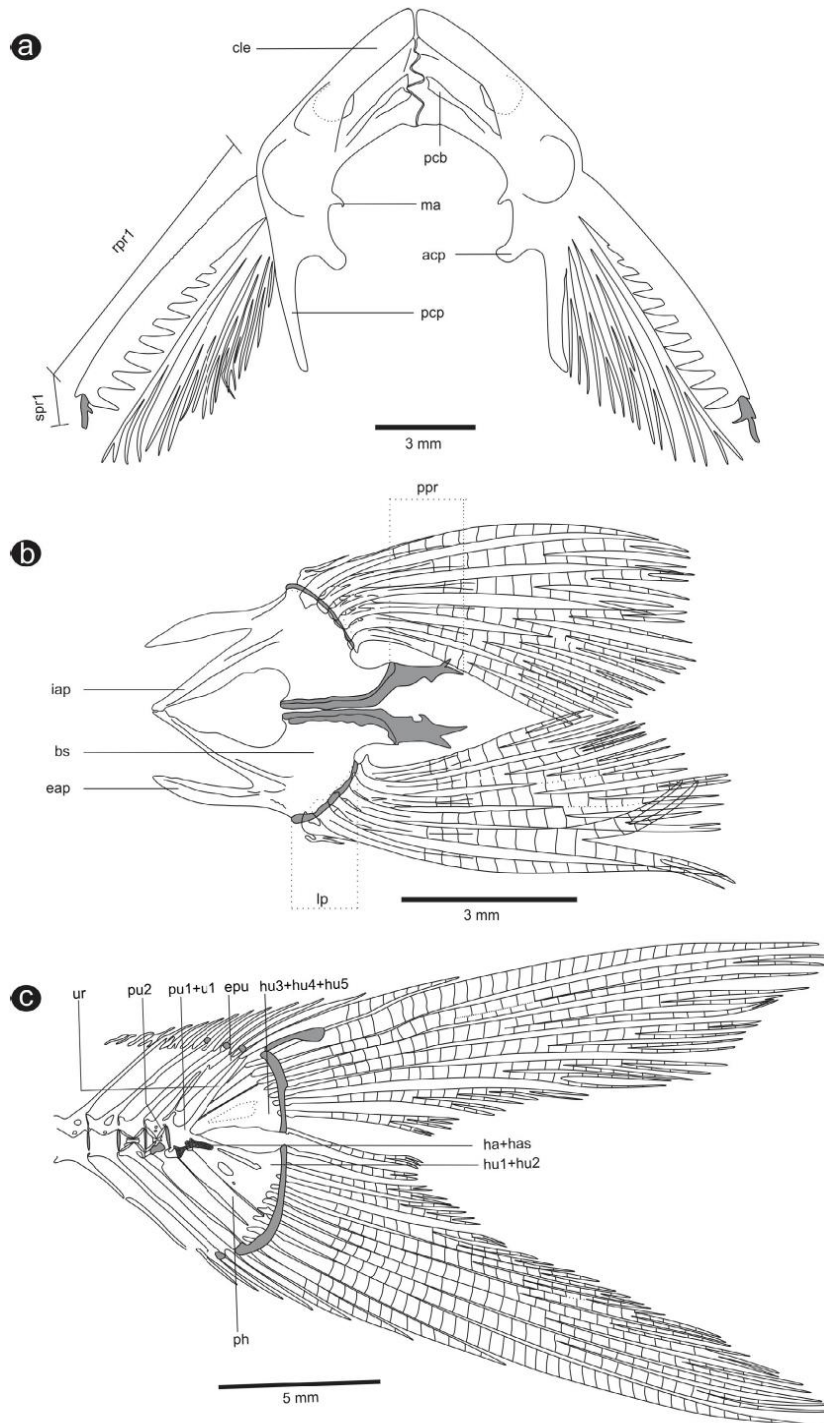 a
cle
pcb
ma
rpr1
acp
pcp
spr1
3 mm
ppr
b
iap
bs
eap
lp
3 mm
c
ur pu2 pu1+u1 epu hu3+hu4+hu5
ha+has
hu1+hu2
ph
5 mm